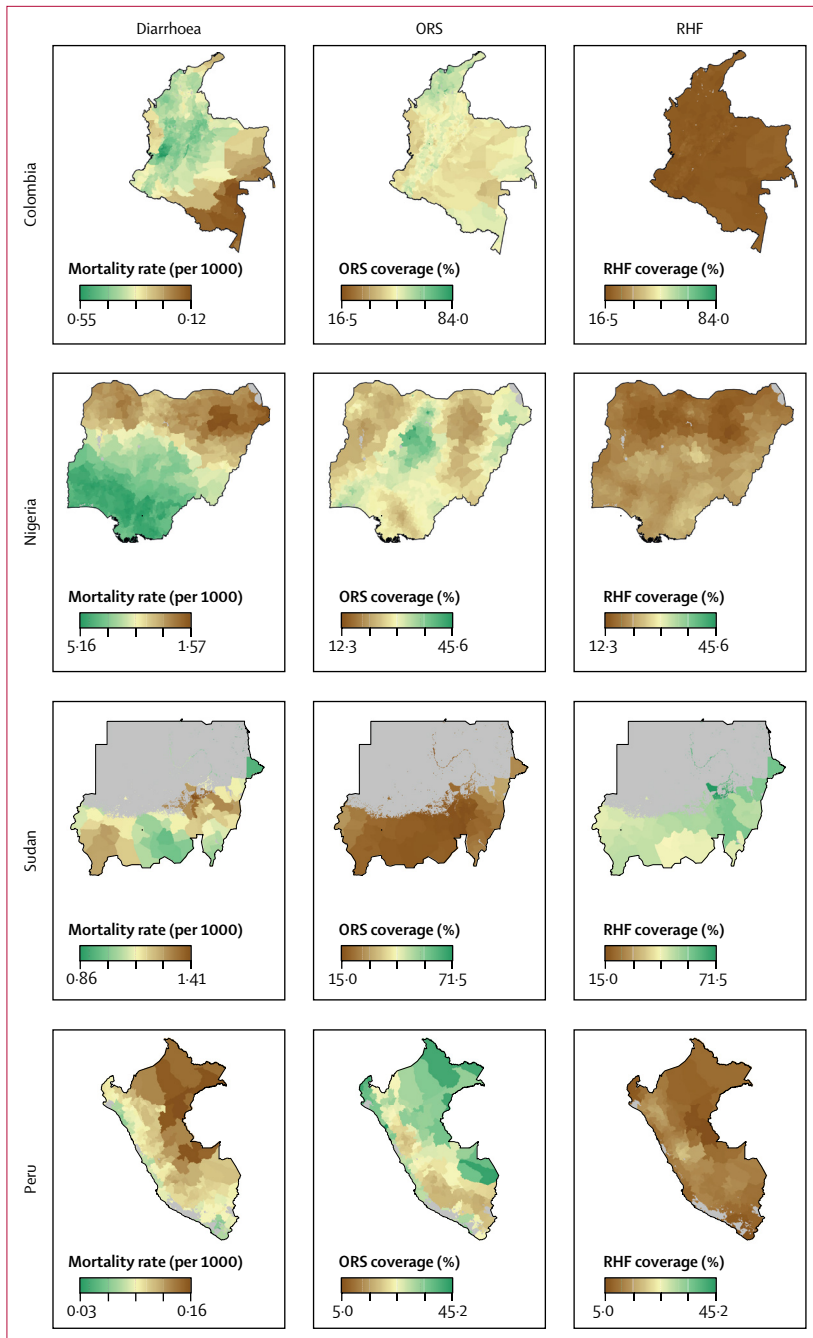 Diarrhoea
ORS
RHF
Colombia
Mortality rate (per 1000)
0·55 0·12
ORS coverage (%)
16·5 84·0
RHF coverage (%)
16·5 84·0
Nigeria
Mortality rate (per 1000)
5·16 1·57
ORS coverage (%)
12·3 45·6
RHF coverage (%)
12·3 45·6
Sudan
Mortality rate (per 1000)
0·86 1·41
ORS coverage (%)
15·0 71·5
RHF coverage (%)
15·0 71·5
Peru
Mortality rate (per 1000)
0·03 0·16
ORS coverage (%)
5·0 45·2
RHF coverage (%)
5·0 45·2